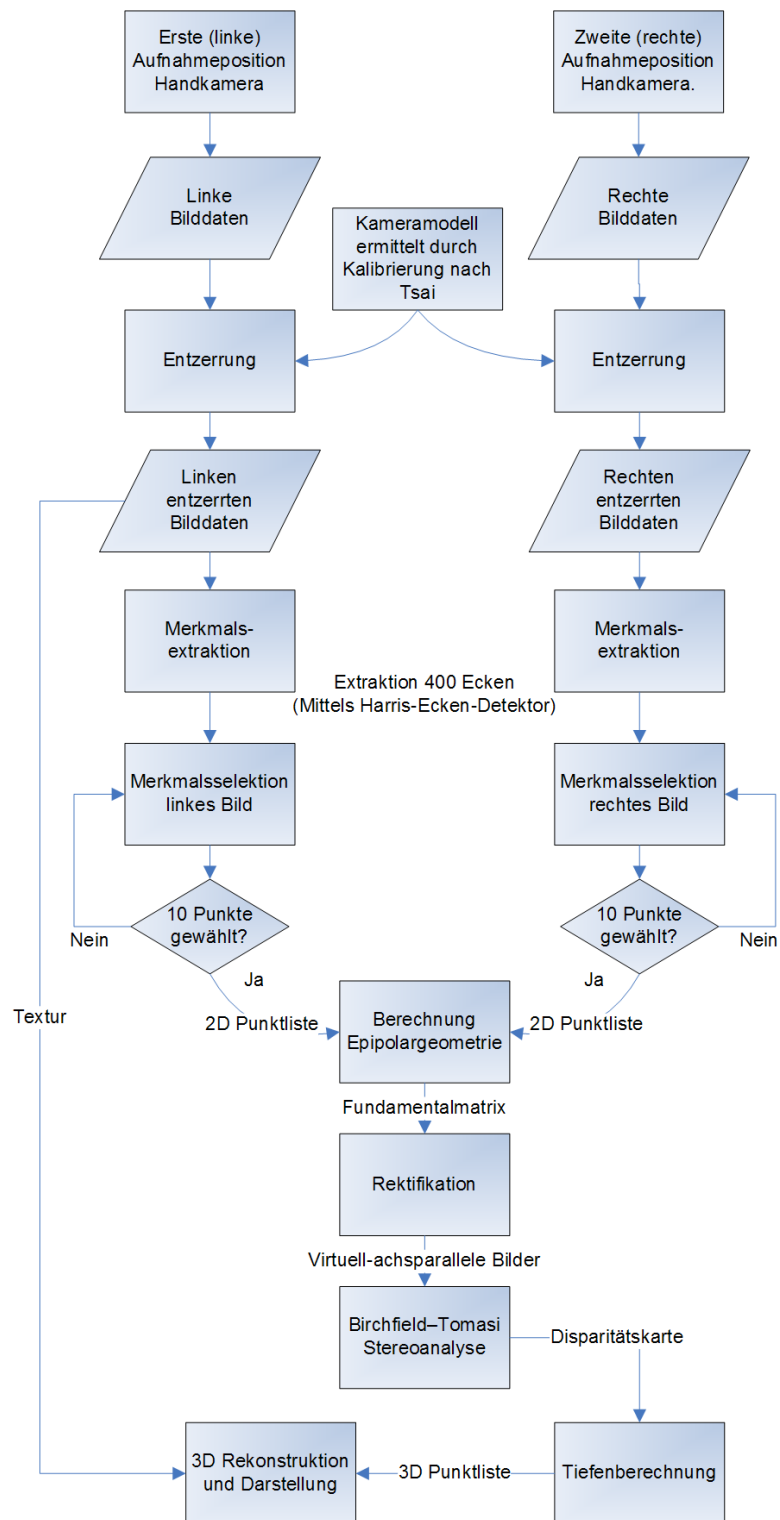 Erste (linke)
Aufnahmeposition
Handkamera
Zweite (rechte)
Aufnahmeposition
Handkamera.
Linke
Bilddaten
Rechte
Bilddaten
Kameramodell
ermittelt durch
Kalibrierung nach
Tsai
Entzerrung
Entzerrung
Linken
entzerrten
Bilddaten
Rechten
entzerrten
Bilddaten
Merkmals-
extraktion
Merkmals-
extraktion
Extraktion 400 Ecken
(Mittels Harris-Ecken-Detektor)
Merkmalsselektion
linkes Bild
Merkmalsselektion
rechtes Bild
10 Punkte
gewählt?
10 Punkte
gewählt?
Nein
Nein
Ja
Ja
Textur
2D Punktliste
Berechnung
Epipolargeometrie
2D Punktliste
Fundamentalmatrix
Rektifikation
Virtuell-achsparallele Bilder
Birchfield–Tomasi
Stereoanalyse
Disparitätskarte
3D Rekonstruktion
und Darstellung
3D Punktliste
Tiefenberechnung